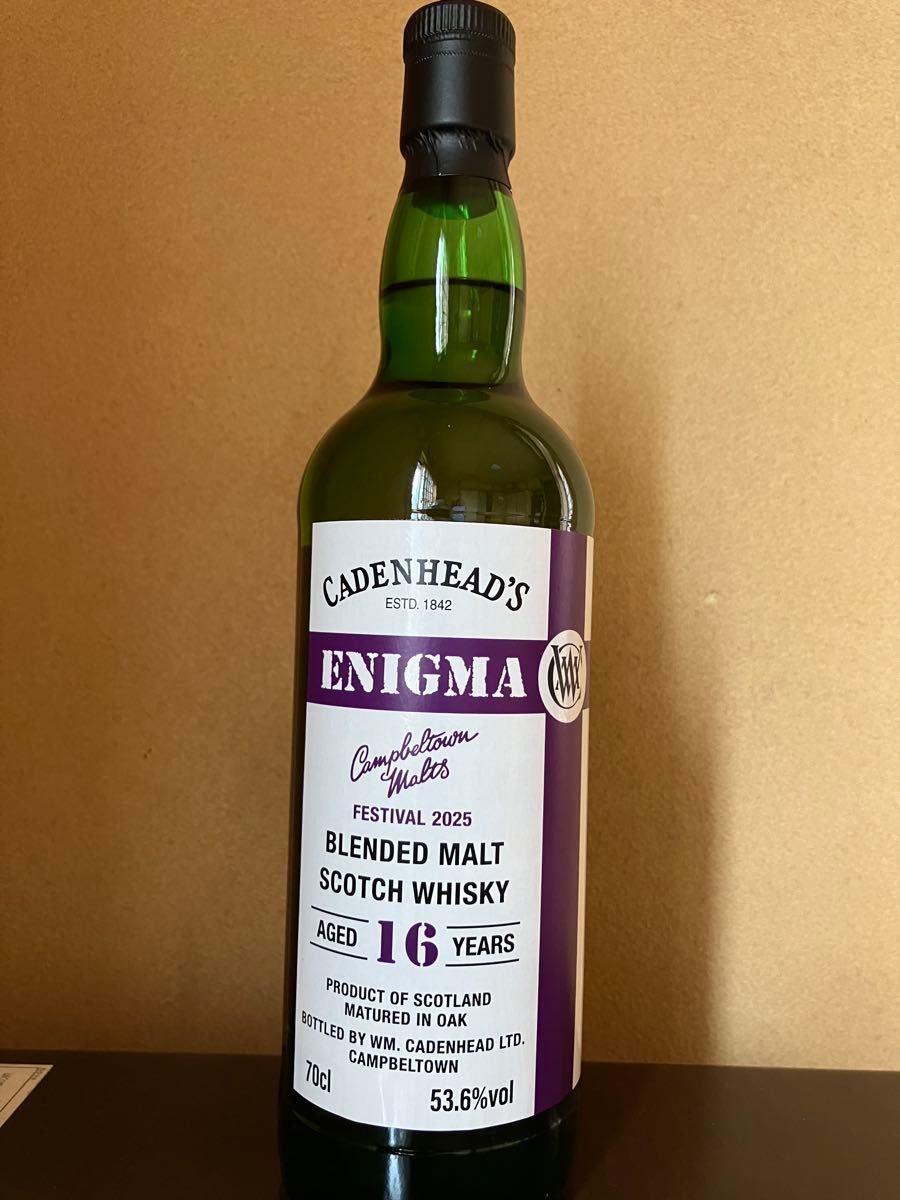 CADENHEAD'S
ESTD. 1842
ENIGMA
Campbeltown
Malts
FESTIVAL 2025
BLENDED MALT
SCOTCH WHISKY
AGED 16 YEARS
PRODUCT OF SCOTLAND
MATURED IN OAK
BOTTLED BY WM. CADENHEAD LTD.
CAMPBELTOWN
70cl
53.6%vol